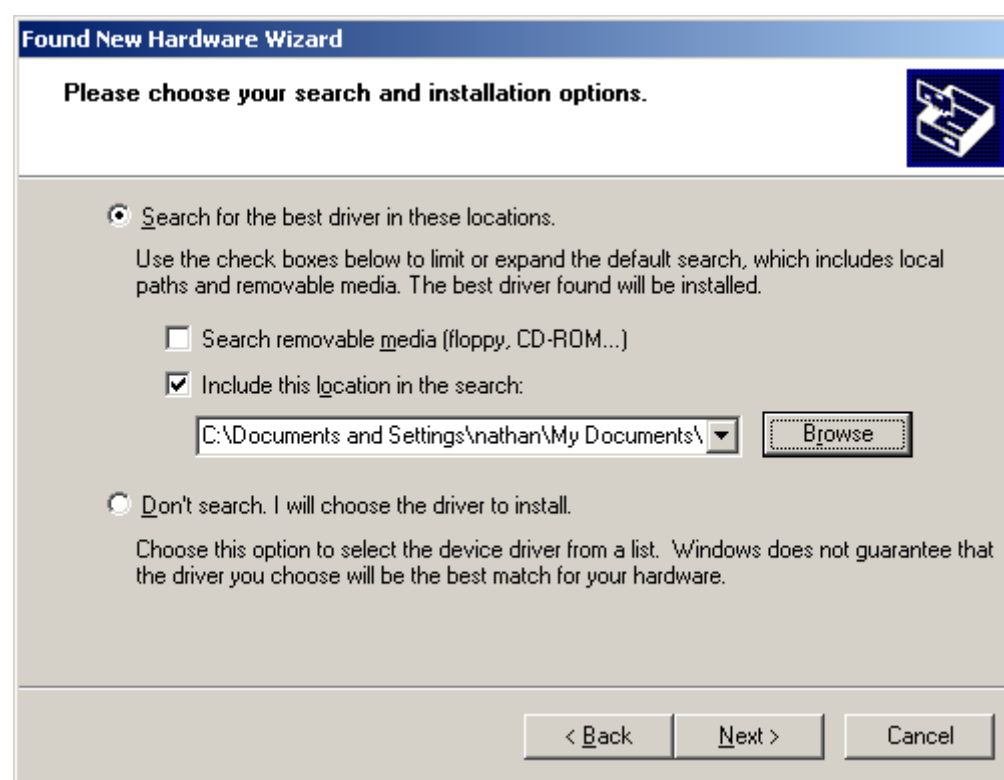 Found New Hardware Wizard
Please choose your search and installation options.
Search for the best driver in these locations.
Use the check boxes below to limit or expand the default search, which includes local
paths and removable media. The best driver found will be installed.
Search removable media (floppy, CD-ROM...)
Include this location in the search:
C:\Documents and Settings\nathan\My Documents\
Browse
Don't search. I will choose the driver to install.
Choose this option to select the device driver from a list.  Windows does not guarantee that
the driver you choose will be the best match for your hardware.
< Back
Next >
Cancel